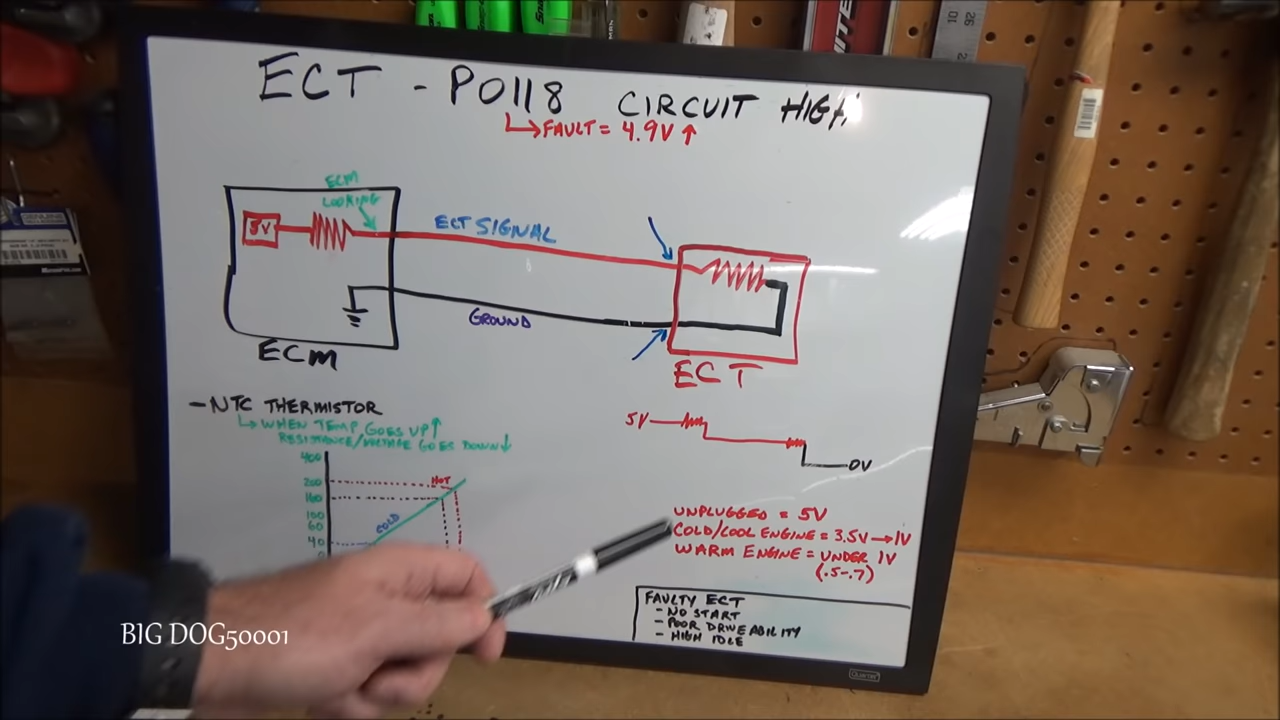 ECT - P0118 CIRCUIT HIGH
FAULT = 4.9V ↑
ECM
LOOKING
5V
ECT SIGNAL
GROUND
ECM
ECT
- NTC THERMISTOR
WHEN TEMP GOES UP ↑
RESISTANCE/VOLTAGE GOES DOWN ↓
400
200
160
100
60
40
HOT
COLD
5V
0V
UNPLUGGED = 5V
COLD/COOL ENGINE = 3.5V → 1V
WARM ENGINE = UNDER 1V
(.5-.7)
FAULTY ECT
- NO START
- POOR DRIVEABILITY
- HIGH IDLE
BIG DOG50001
Quartet